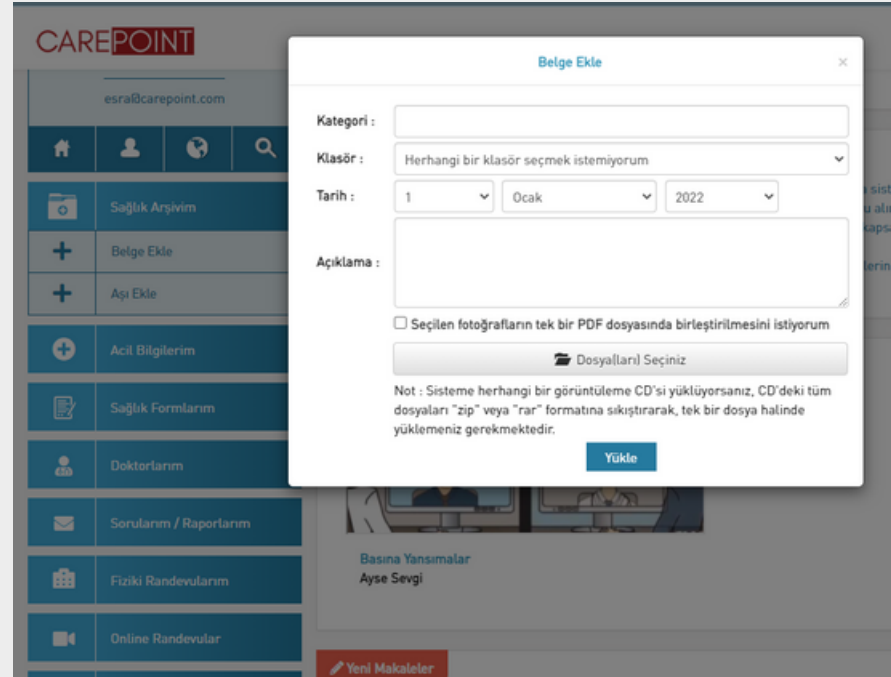 CAREPOINT
esra@carepoint.com
Sağlık Arşivim
Belge Ekle
Aşı Ekle
Acil Bilgilerim
Sağlık Formlarım
Doktorlarım
Sorularım / Raporlarım
Fiziki Randevularım
Online Randevular
Belge Ekle
×
Kategori :
Klasör :
Herhangi bir klasör seçmek istemiyorum
Tarih :
1
Ocak
2022
Açıklama :
Seçilen fotoğrafların tek bir PDF dosyasında birleştirilmesini istiyorum
Dosya(ları) Seçiniz
Not : Sisteme herhangi bir görüntüleme CD'si yüklüyorsanız, CD'deki tüm
dosyaları "zip" veya "rar" formatına sıkıştırarak, tek bir dosya halinde
yüklemeniz gerekmektedir.
Yükle
Basına Yansımalar
Ayse Sevgi
Yeni Makaleler